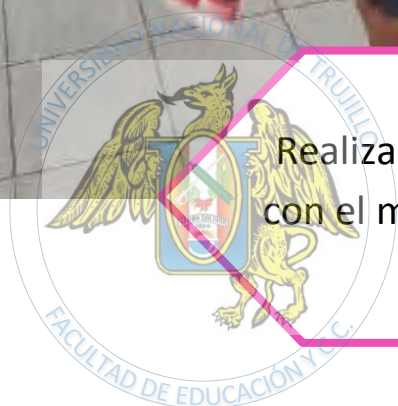 UNIVERSIDAD NACIONAL DE TRUJILLO
Realiza
con el m
FACULTAD DE EDUCACIÓN Y C.C.